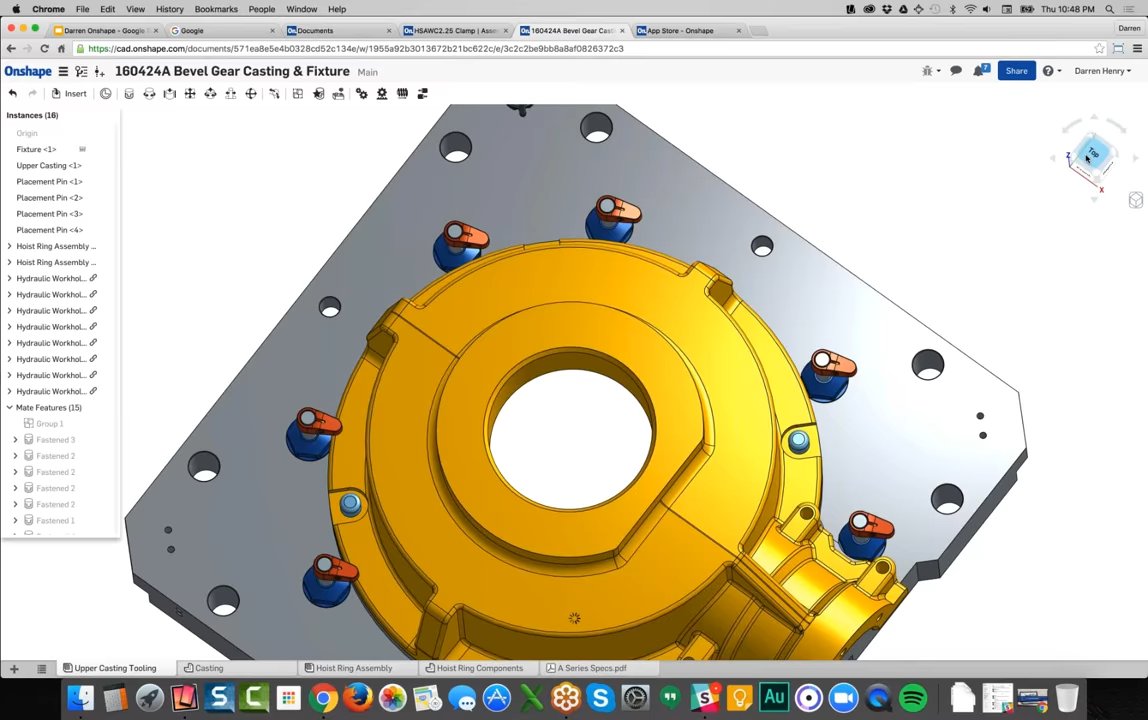 Chrome File Edit View History Bookmarks People Window Help
Thu 10:48 PM
Darren Onshape - Google
Google
Documents
HSAWC2.25 Clamp | Asse
160424A Bevel Gear Castin
App Store - Onshape
Darren
https://cad.onshape.com/documents/571ea8e5e4b0328cd52c134e/w/1955a92b3013672b21bc622c/e/3c2c2be9bb8a8af0826372c3
Onshape
160424A Bevel Gear Casting & Fixture Main
7
Share
Darren Henry
Insert
Instances (16)
Origin
Fixture <1>
Upper Casting <1>
Placement Pin <1>
Placement Pin <2>
Placement Pin <3>
Placement Pin <4>
Hoist Ring Assembly ...
Hoist Ring Assembly ...
Hydraulic Workhol...
Hydraulic Workhol...
Hydraulic Workhol...
Hydraulic Workhol...
Hydraulic Workhol...
Hydraulic Workhol...
Hydraulic Workhol...
Hydraulic Workhol...
Mate Features (15)
Group 1
Fastened 3
Fastened 2
Fastened 2
Fastened 2
Fastened 2
Fastened 1
Top
Z
X
Upper Casting Tooling
Casting
Hoist Ring Assembly
Hoist Ring Components
A Series Specs.pdf
S
C
X
S
Au